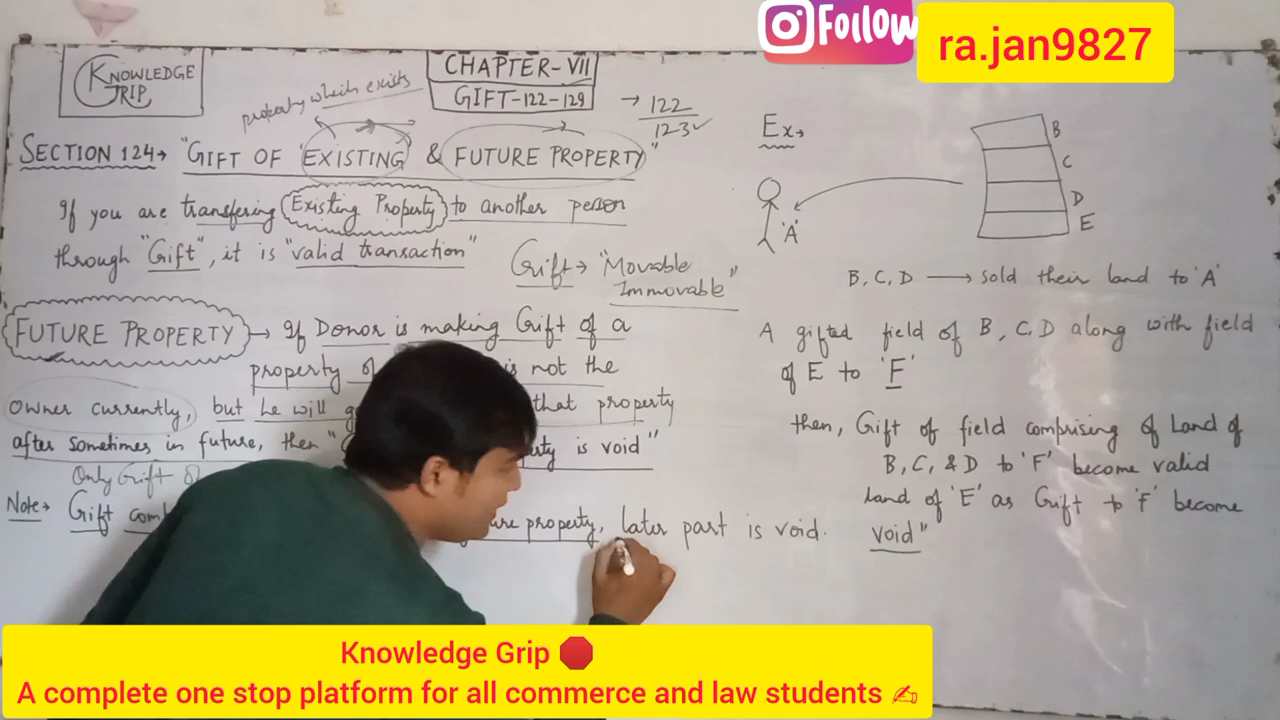 Follow
ra.jan9827
KNOWLEDGE
GRIP
CHAPTER-VII
GIFT-122-129
→ 122
123✓
property which exists
SECTION 124→ "GIFT OF 'EXISTING' & FUTURE PROPERTY"
If you are transfering Existing Property to another person
through "Gift", it is "valid transaction"
Gift → "Movable
Immovable"
FUTURE PROPERTY → If Donor is making Gift of a
property of is not the
owner currently, but he will that property
after sometimes in future, then " is void"
Only Gift of
Note→ Gift property, later part is void.
Ex→
B
C
D
E
'A'
B, C, D → sold their land to 'A'
A gifted field of B, C, D along with field
of E to 'F'
then, Gift of field comprising of Land of
B, C, & D to 'F' become valid
Land of 'E' as Gift to 'F' become
void"
Knowledge Grip 🛑
A complete one stop platform for all commerce and law students ✍